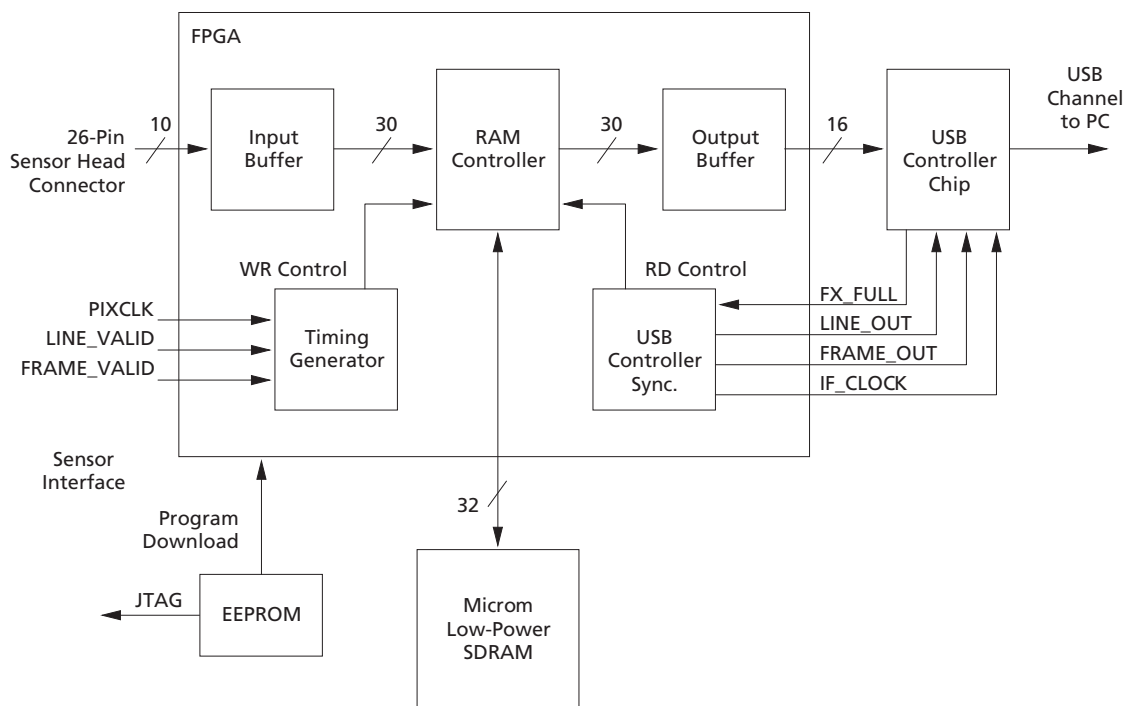 FPGA
USB
Channel
to PC
26-Pin
Sensor Head
Connector
10
Input
Buffer
30
RAM
Controller
30
Output
Buffer
16
USB
Controller
Chip
WR Control
RD Control
PIXCLK
LINE_VALID
FRAME_VALID
Timing
Generator
USB
Controller
Sync.
FX_FULL
LINE_OUT
FRAME_OUT
IF_CLOCK
Sensor
Interface
32
Program
Download
JTAG
EEPROM
Microm
Low-Power
SDRAM